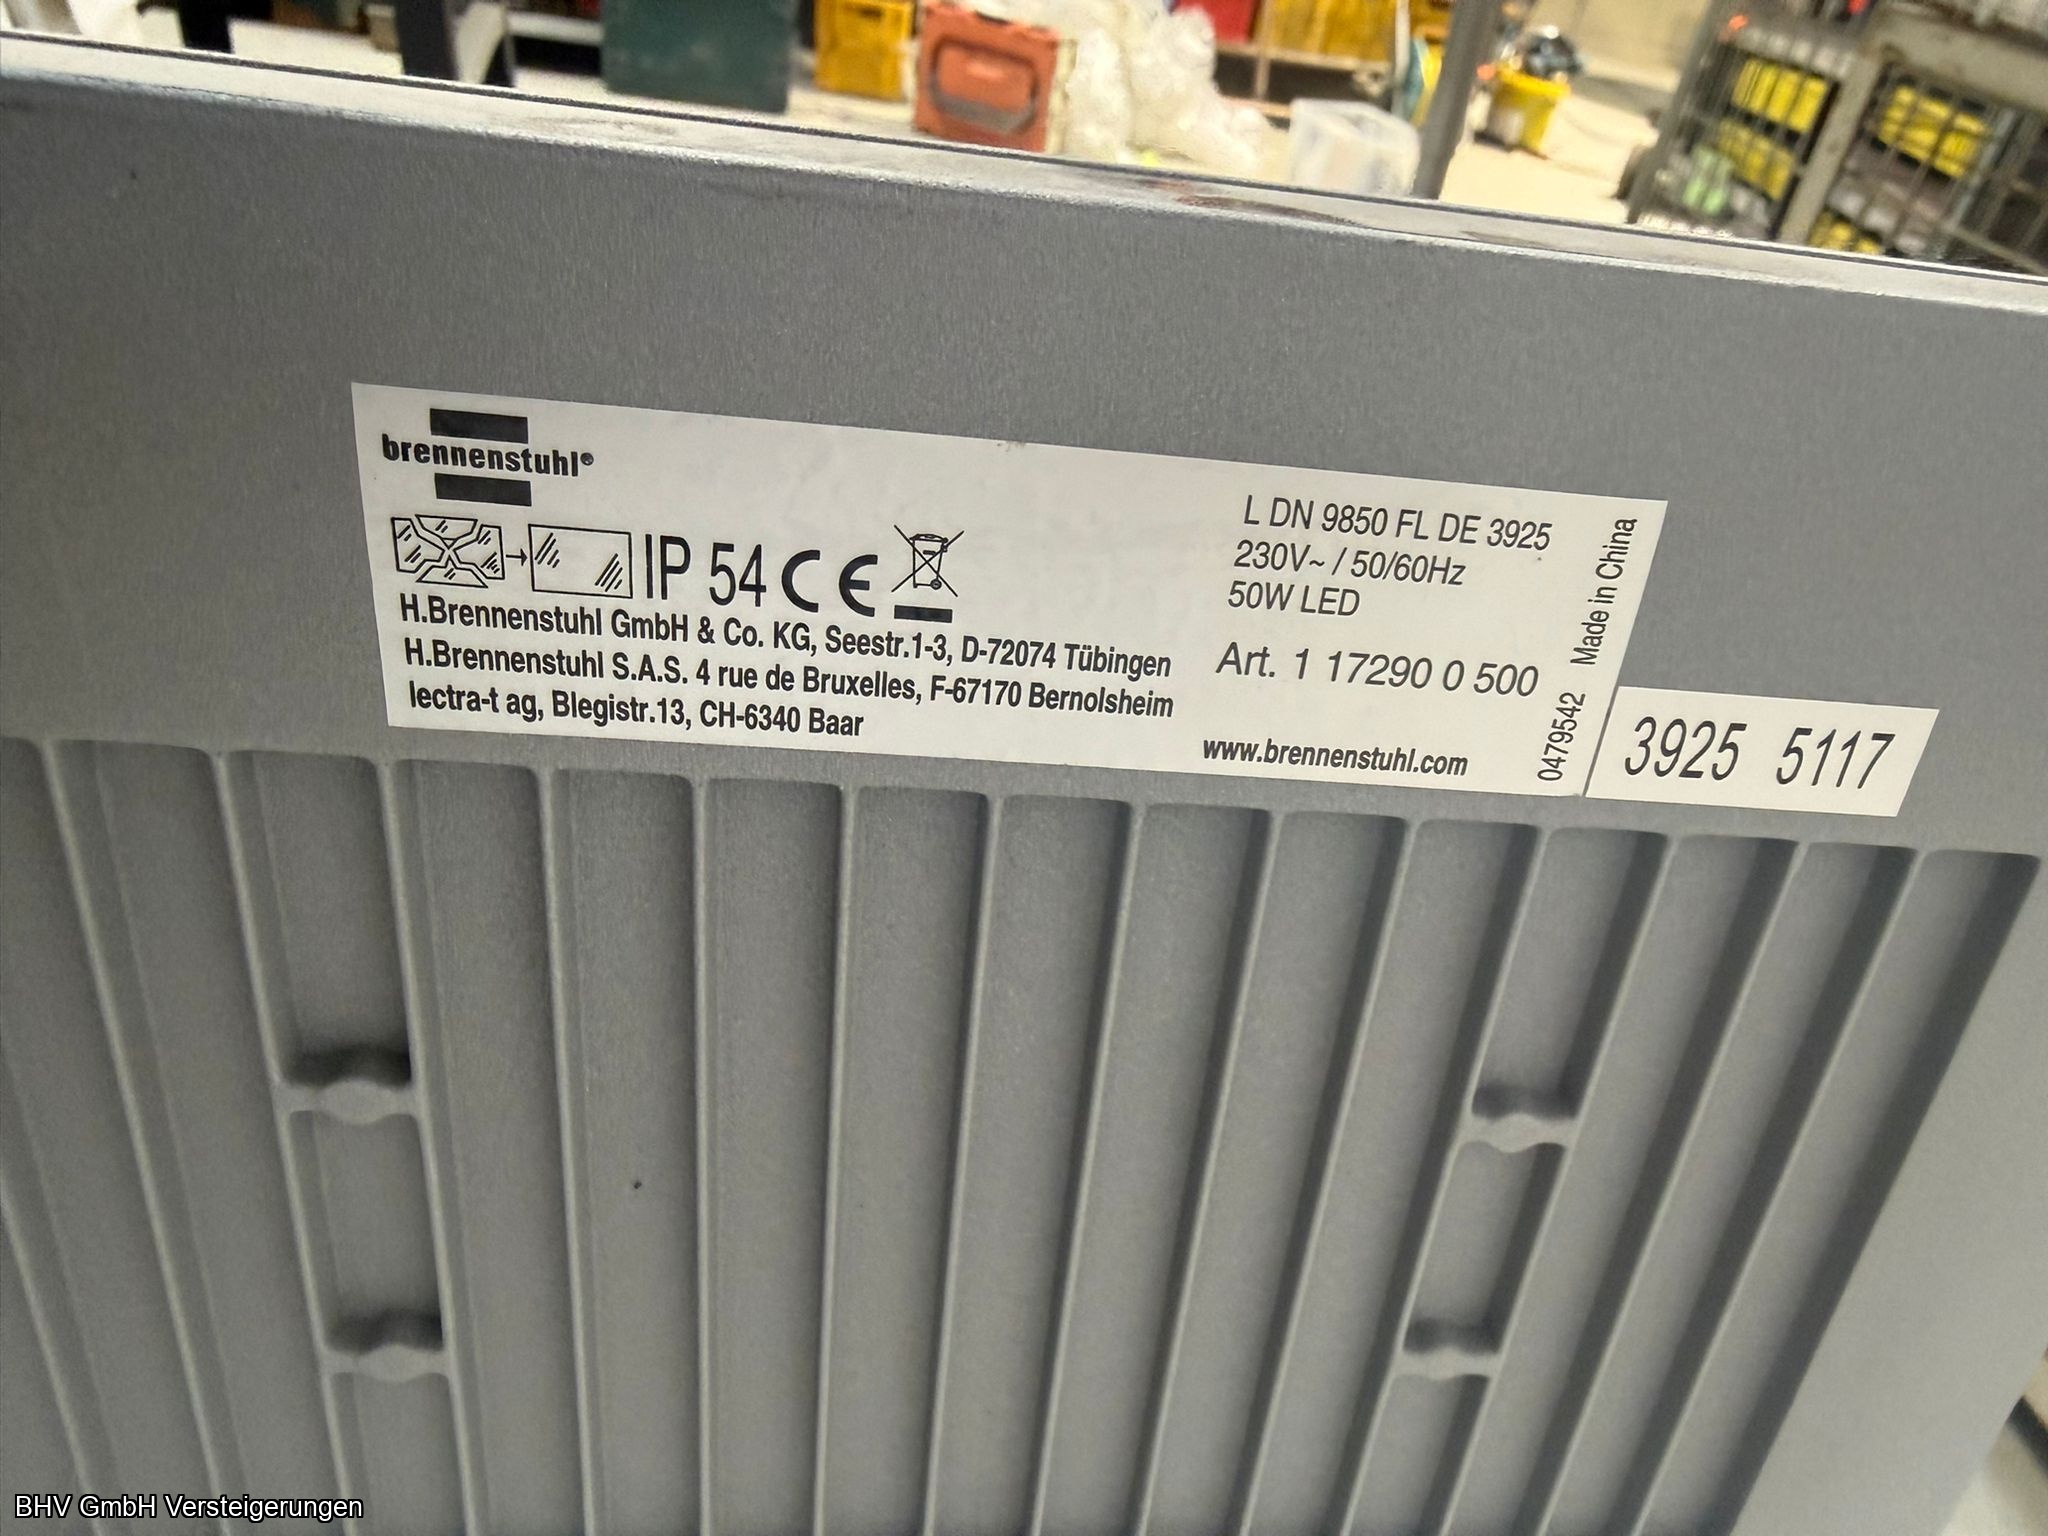 brennenstuhl®
IP 54 CE
H.Brennenstuhl GmbH & Co. KG, Seestr.1-3, D-72074 Tübingen
H.Brennenstuhl S.A.S. 4 rue de Bruxelles, F-67170 Bernolsheim
lectra-t ag, Blegistr.13, CH-6340 Baar
L DN 9850 FL DE 3925
230V~ / 50/60Hz
50W LED
Art. 1 17290 0 500
www.brennenstuhl.com
0479542 Made in China
3925 5117
BHV GmbH Versteigerungen